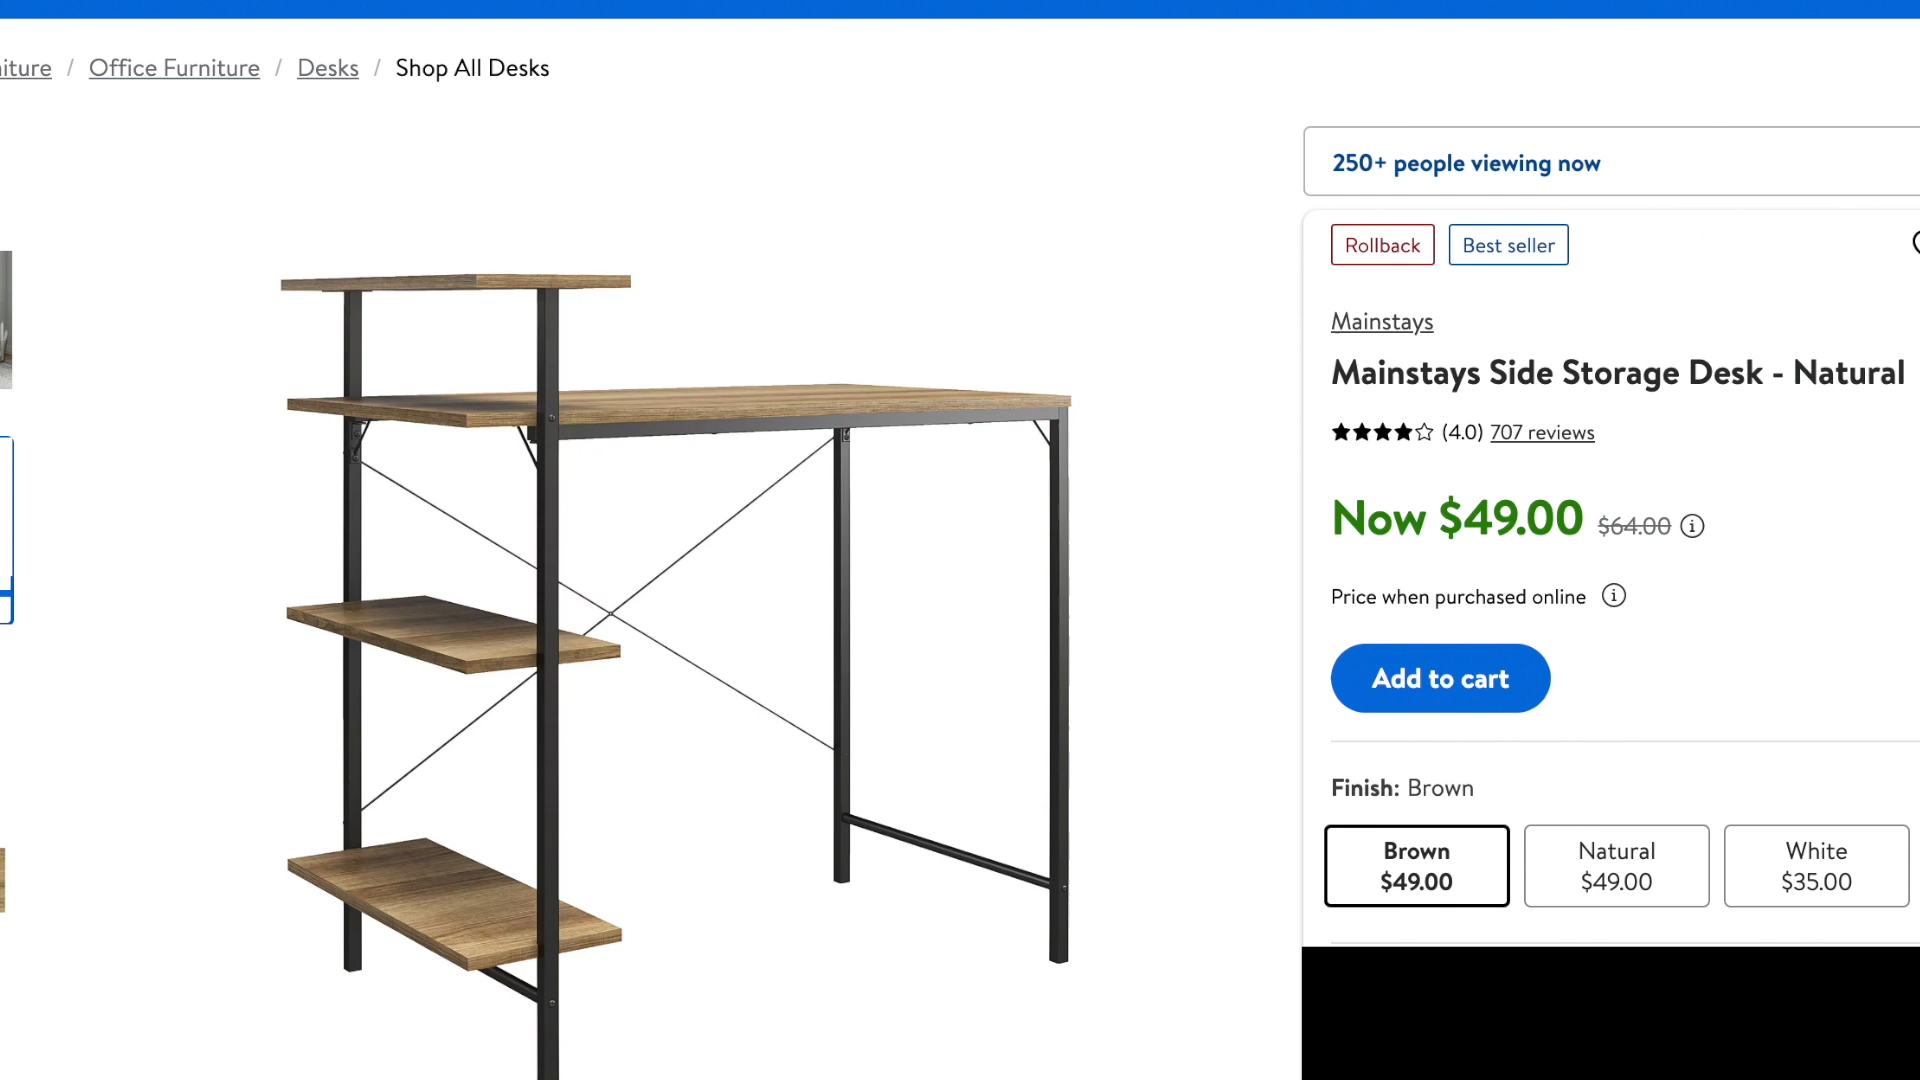 Office Furniture / Desks / Shop All Desks
250+ people viewing now
Rollback Best seller
Mainstays
Mainstays Side Storage Desk - Natural
(4.0) 707 reviews
Now $49.00 $64.00
Price when purchased online
Add to cart
Finish: Brown
Brown Natural White
$49.00 $49.00 $35.00